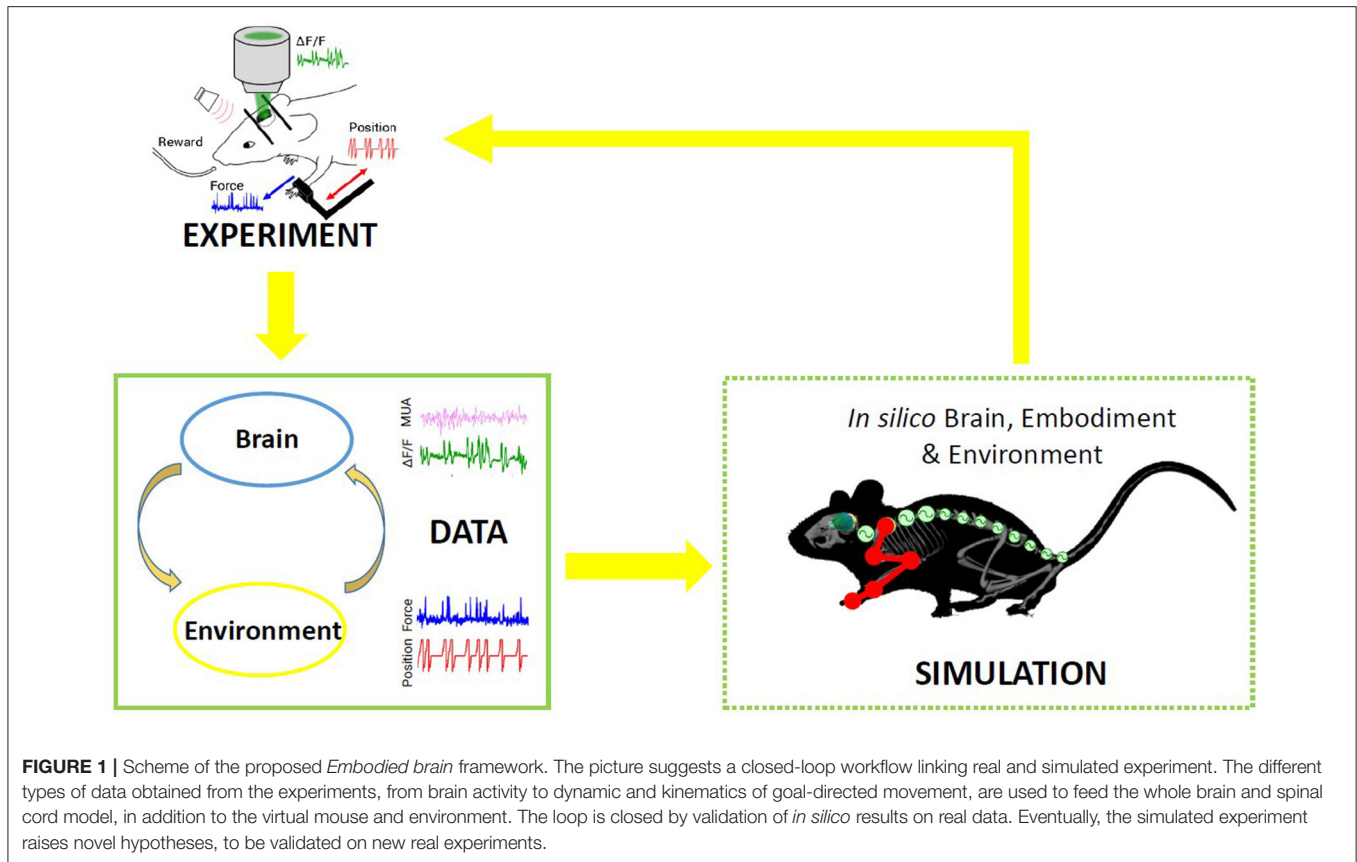 ΔF/F
Position
Reward
Force
EXPERIMENT
Brain
Environment
MUA
ΔF/F
DATA
Force
Position
In silico Brain, Embodiment
& Environment
SIMULATION
FIGURE 1 | Scheme of the proposed Embodied brain framework. The picture suggests a closed-loop workflow linking real and simulated experiment. The different
types of data obtained from the experiments, from brain activity to dynamic and kinematics of goal-directed movement, are used to feed the whole brain and spinal
cord model, in addition to the virtual mouse and environment. The loop is closed by validation of in silico results on real data. Eventually, the simulated experiment
raises novel hypotheses, to be validated on new real experiments.